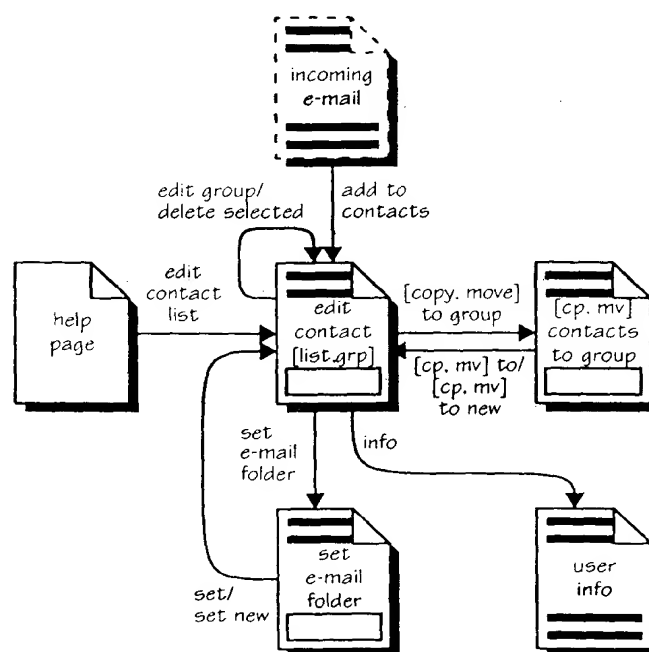 incoming
e-mail
edit group/
delete selected
add to
contacts
edit
contact
list
help
page
edit
contact
[list.grp]
[copy. move]
to group
[cp. mv]
contacts
to group
[cp. mv] to/
[cp. mv]
to new
set
e-mail
folder
info
set/
set new
set
e-mail
folder
user
info